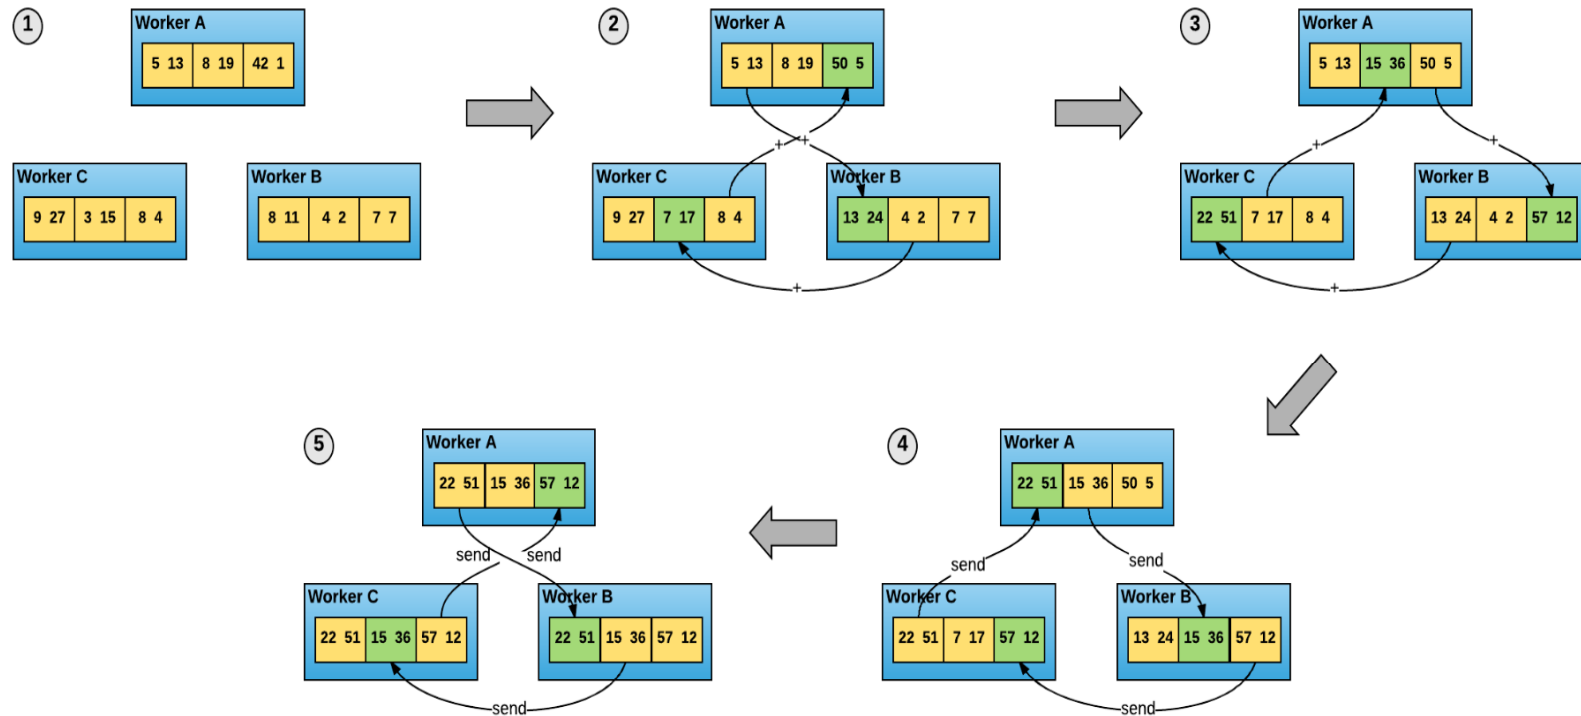 1
Worker A
5 13 8 19 42 1
Worker C
9 27 3 15 8 4
Worker B
8 11 4 2 7 7
2
Worker A
5 13 8 19 50 5
+ +
Worker C
9 27 7 17 8 4
Worker B
13 24 4 2 7 7
+
3
Worker A
5 13 15 36 50 5
+ +
Worker C
22 51 7 17 8 4
Worker B
13 24 4 2 57 12
+
4
Worker A
22 51 15 36 50 5
send send
Worker C
22 51 7 17 57 12
Worker B
13 24 15 36 57 12
send
5
Worker A
22 51 15 36 57 12
send send
Worker C
22 51 15 36 57 12
Worker B
22 51 15 36 57 12
send